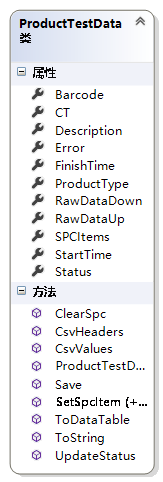 ProductTestData
类
属性
Barcode
CT
Description
Error
FinishTime
ProductType
RawDataDown
RawDataUp
SPCItems
StartTime
Status
方法
ClearSpc
CsvHeaders
CsvValues
ProductTestD...
Save
SetSpcItem (+...
ToDataTable
ToString
UpdateStatus